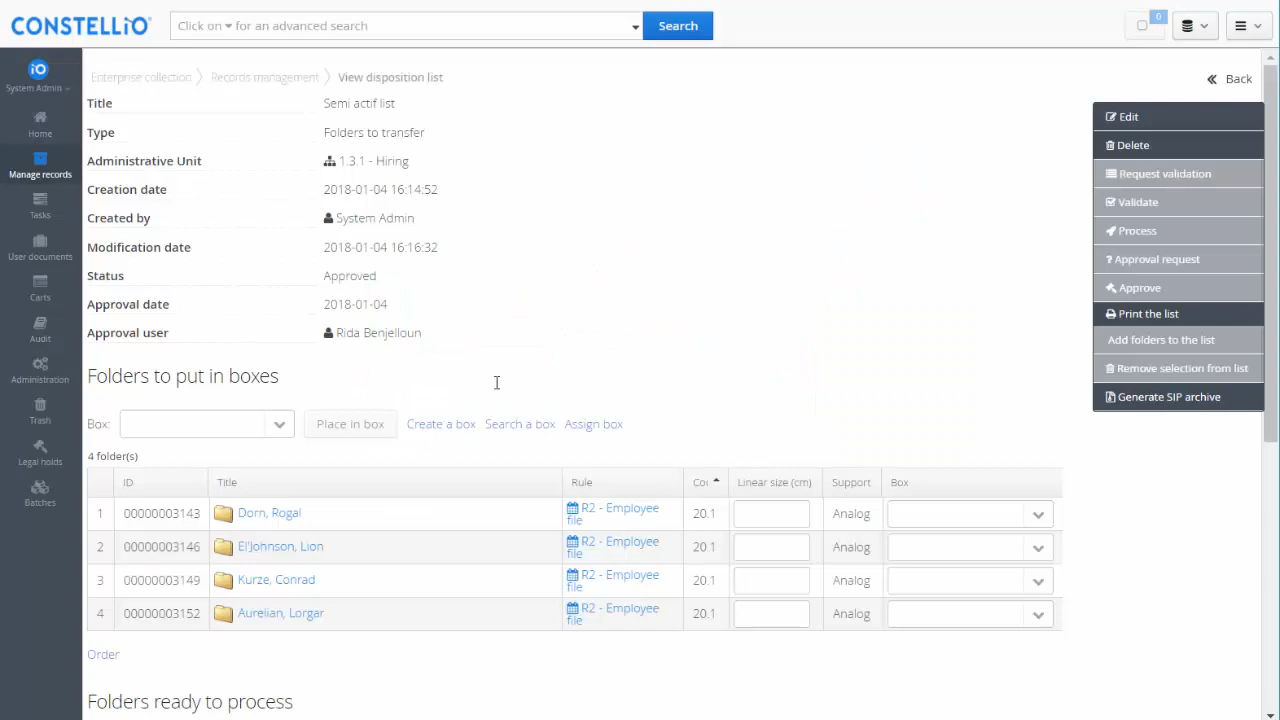 CONSTELLiO
Click on ▾ for an advanced search
Search
0
iO
System Admin
Home
Manage records
Tasks
User documents
Carts
Audit
Administration
Trash
Legal holds
Batches
Enterprise collection
Records management
View disposition list
Back
Title
Semi actif list
Type
Folders to transfer
Administrative Unit
1.3.1 - Hiring
Creation date
2018-01-04 16:14:52
Created by
System Admin
Modification date
2018-01-04 16:16:32
Status
Approved
Approval date
2018-01-04
Approval user
Rida Benjelloun
Edit
Delete
Request validation
Validate
Process
? Approval request
Approve
Print the list
Add folders to the list
Remove selection from list
Generate SIP archive
Folders to put in boxes
Box:
Place in box
Create a box
Search a box
Assign box
4 folder(s)
ID Title Rule Co Linear size (cm) Support Box
1 00000003143 Dorn, Rogal R2 - Employee 20.1 Analog
file
2 00000003146 El'Johnson, Lion R2 - Employee 20.1 Analog
file
3 00000003149 Kurze, Conrad R2 - Employee 20.1 Analog
file
4 00000003152 Aurelian, Lorgar R2 - Employee 20.1 Analog
file
Order
Folders ready to process